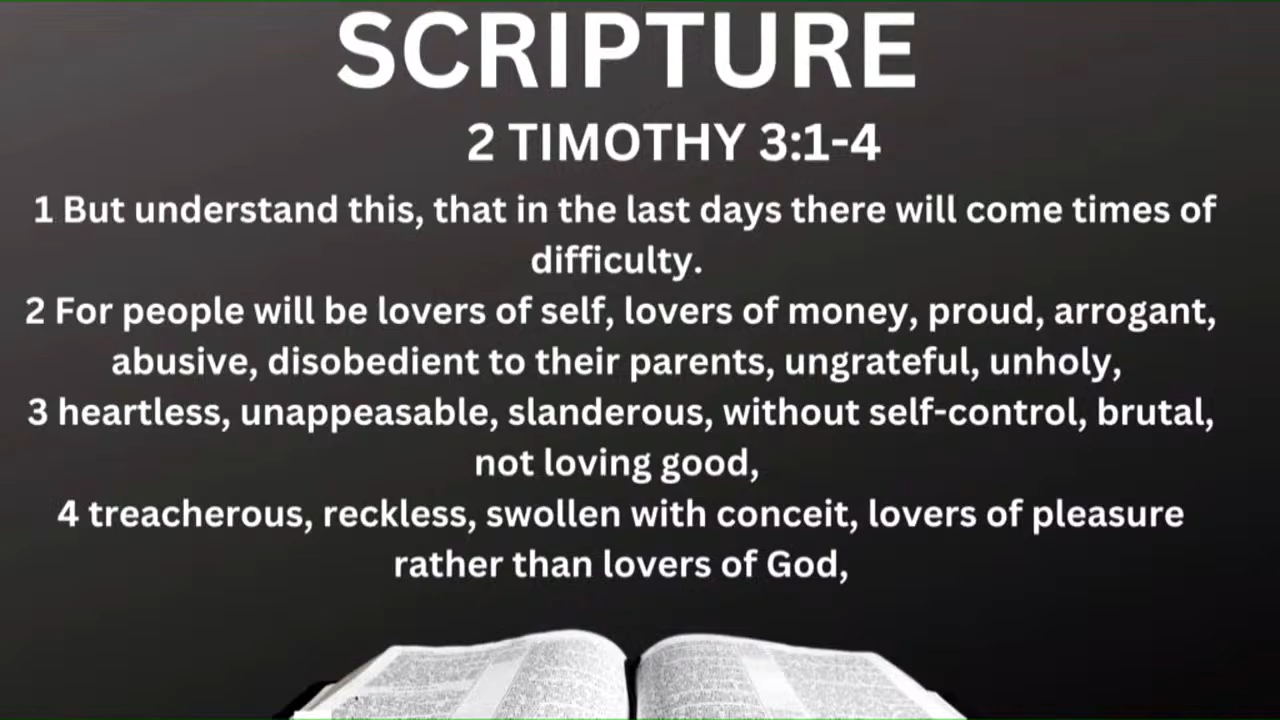 SCRIPTURE
2 TIMOTHY 3:1-4
1 But understand this, that in the last days there will come times of
difficulty.
2 For people will be lovers of self, lovers of money, proud, arrogant,
abusive, disobedient to their parents, ungrateful, unholy,
3 heartless, unappeasable, slanderous, without self-control, brutal,
not loving good,
4 treacherous, reckless, swollen with conceit, lovers of pleasure
rather than lovers of God,